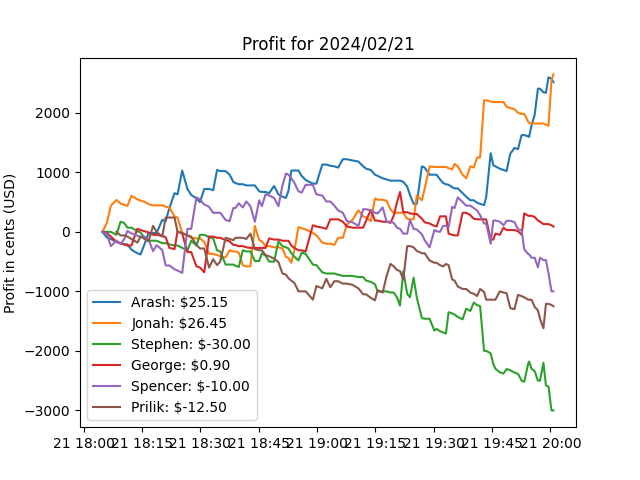 Profit for 2024/02/21
Profit in cents (USD)
2000
1000
0
−1000
−2000
−3000
Arash: $25.15
Jonah: $26.45
Stephen: $-30.00
George: $0.90
Spencer: $-10.00
Prilik: $-12.50
21 18:00 21 18:15 21 18:30 21 18:45 21 19:00 21 19:15 21 19:30 21 19:45 21 20:00